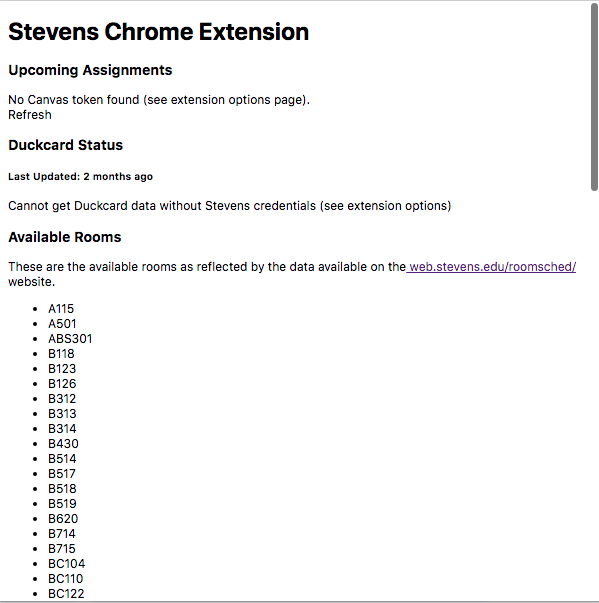 Stevens Chrome Extension
Upcoming Assignments
No Canvas token found (see extension options page).
Refresh
Duckcard Status
Last Updated: 2 months ago
Cannot get Duckcard data without Stevens credentials (see extension options)
Available Rooms
These are the available rooms as reflected by the data available on the web.stevens.edu/roomsched/
website.
• A115
• A501
• ABS301
• B118
• B123
• B126
• B312
• B313
• B314
• B430
• B514
• B517
• B518
• B519
• B620
• B714
• B715
• BC104
• BC110
• BC122